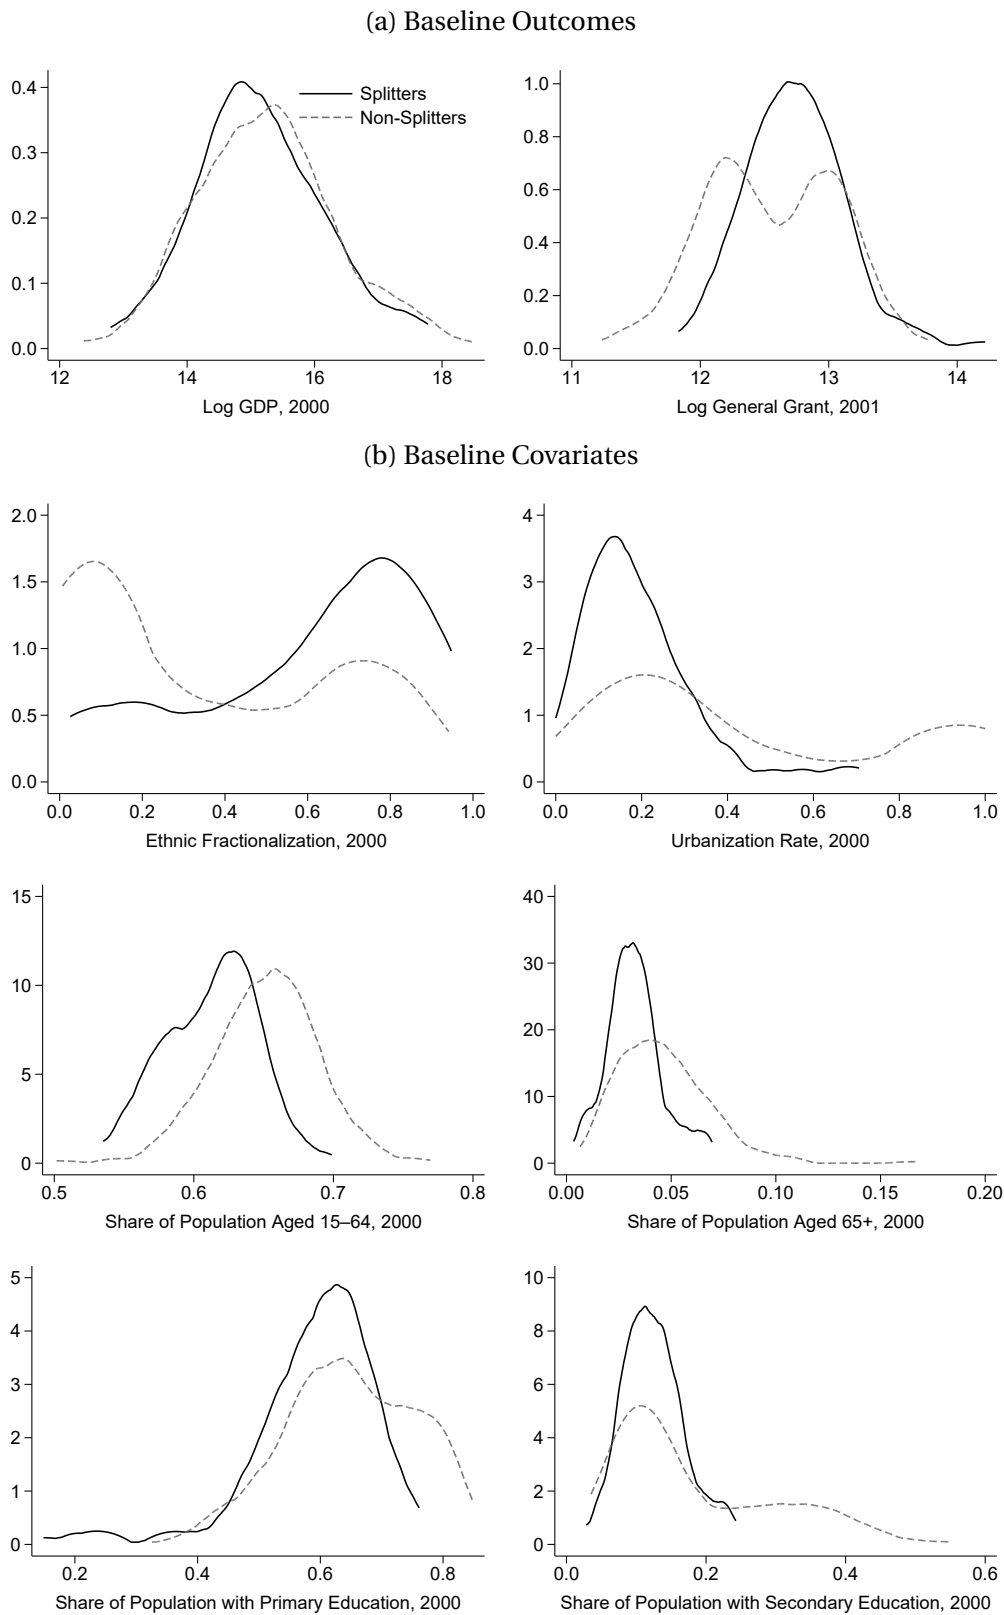 (a) Baseline Outcomes
0.4
0.3
0.2
0.1
0.0
12 14 16 18
Log GDP, 2000
Splitters
Non-Splitters
1.0
0.8
0.6
0.4
0.2
0.0
11 12 13 14
Log General Grant, 2001
(b) Baseline Covariates
2.0
1.5
1.0
0.5
0.0
0.0 0.2 0.4 0.6 0.8 1.0
Ethnic Fractionalization, 2000
4
3
2
1
0
0.0 0.2 0.4 0.6 0.8 1.0
Urbanization Rate, 2000
15
10
5
0
0.5 0.6 0.7 0.8
Share of Population Aged 15–64, 2000
40
30
20
10
0
0.00 0.05 0.10 0.15 0.20
Share of Population Aged 65+, 2000
5
4
3
2
1
0
0.2 0.4 0.6 0.8
Share of Population with Primary Education, 2000
10
8
6
4
2
0
0.0 0.2 0.4 0.6
Share of Population with Secondary Education, 2000